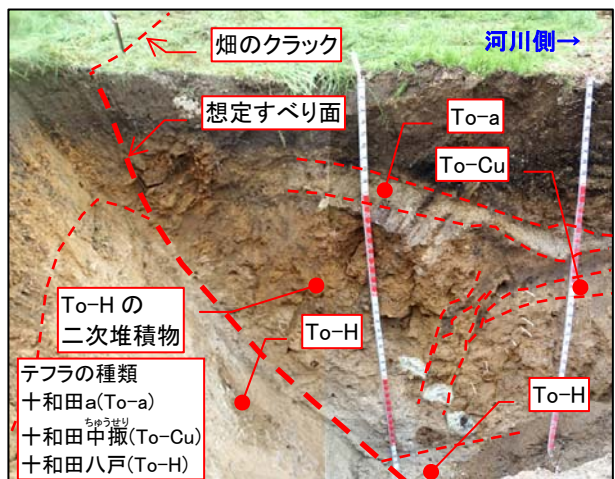 畑のクラック
河川側→
想定すべり面
To-a
To-Cu
To-H の
二次堆積物
To-H
To-H
テフラの種類
十和田a(To-a)
ちゅうせり
十和田中掫(To-Cu)
十和田八戸(To-H)